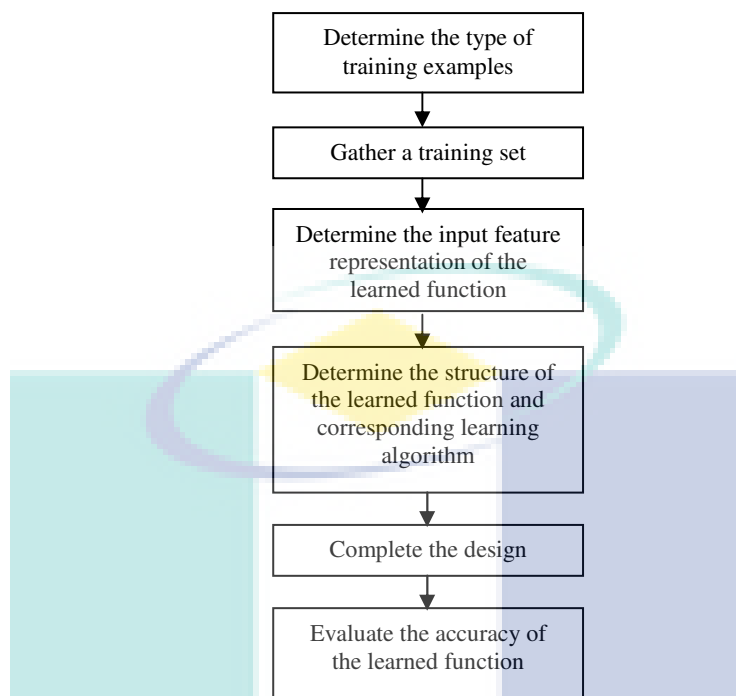 Determine the type of
training examples
Gather a training set
Determine the input feature
representation of the
learned function
Determine the structure of
the learned function and
corresponding learning
algorithm
Complete the design
Evaluate the accuracy of
the learned function